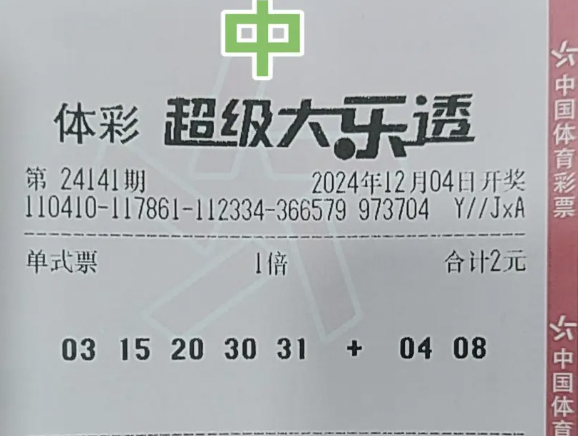 中
体彩 超级大乐透
第 24141期 2024年12月04日开奖
110410-117861-112334-366579 973704 Y//JxA
单式票 1倍 合计2元
03 15 20 30 31 + 04 08
中国体育彩票
中国体育